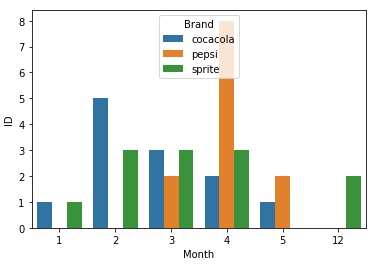 8
7
6
5
4
3
2
1
0
ID
Brand
cocacola
pepsi
sprite
1 2 3 4 5 12
Month